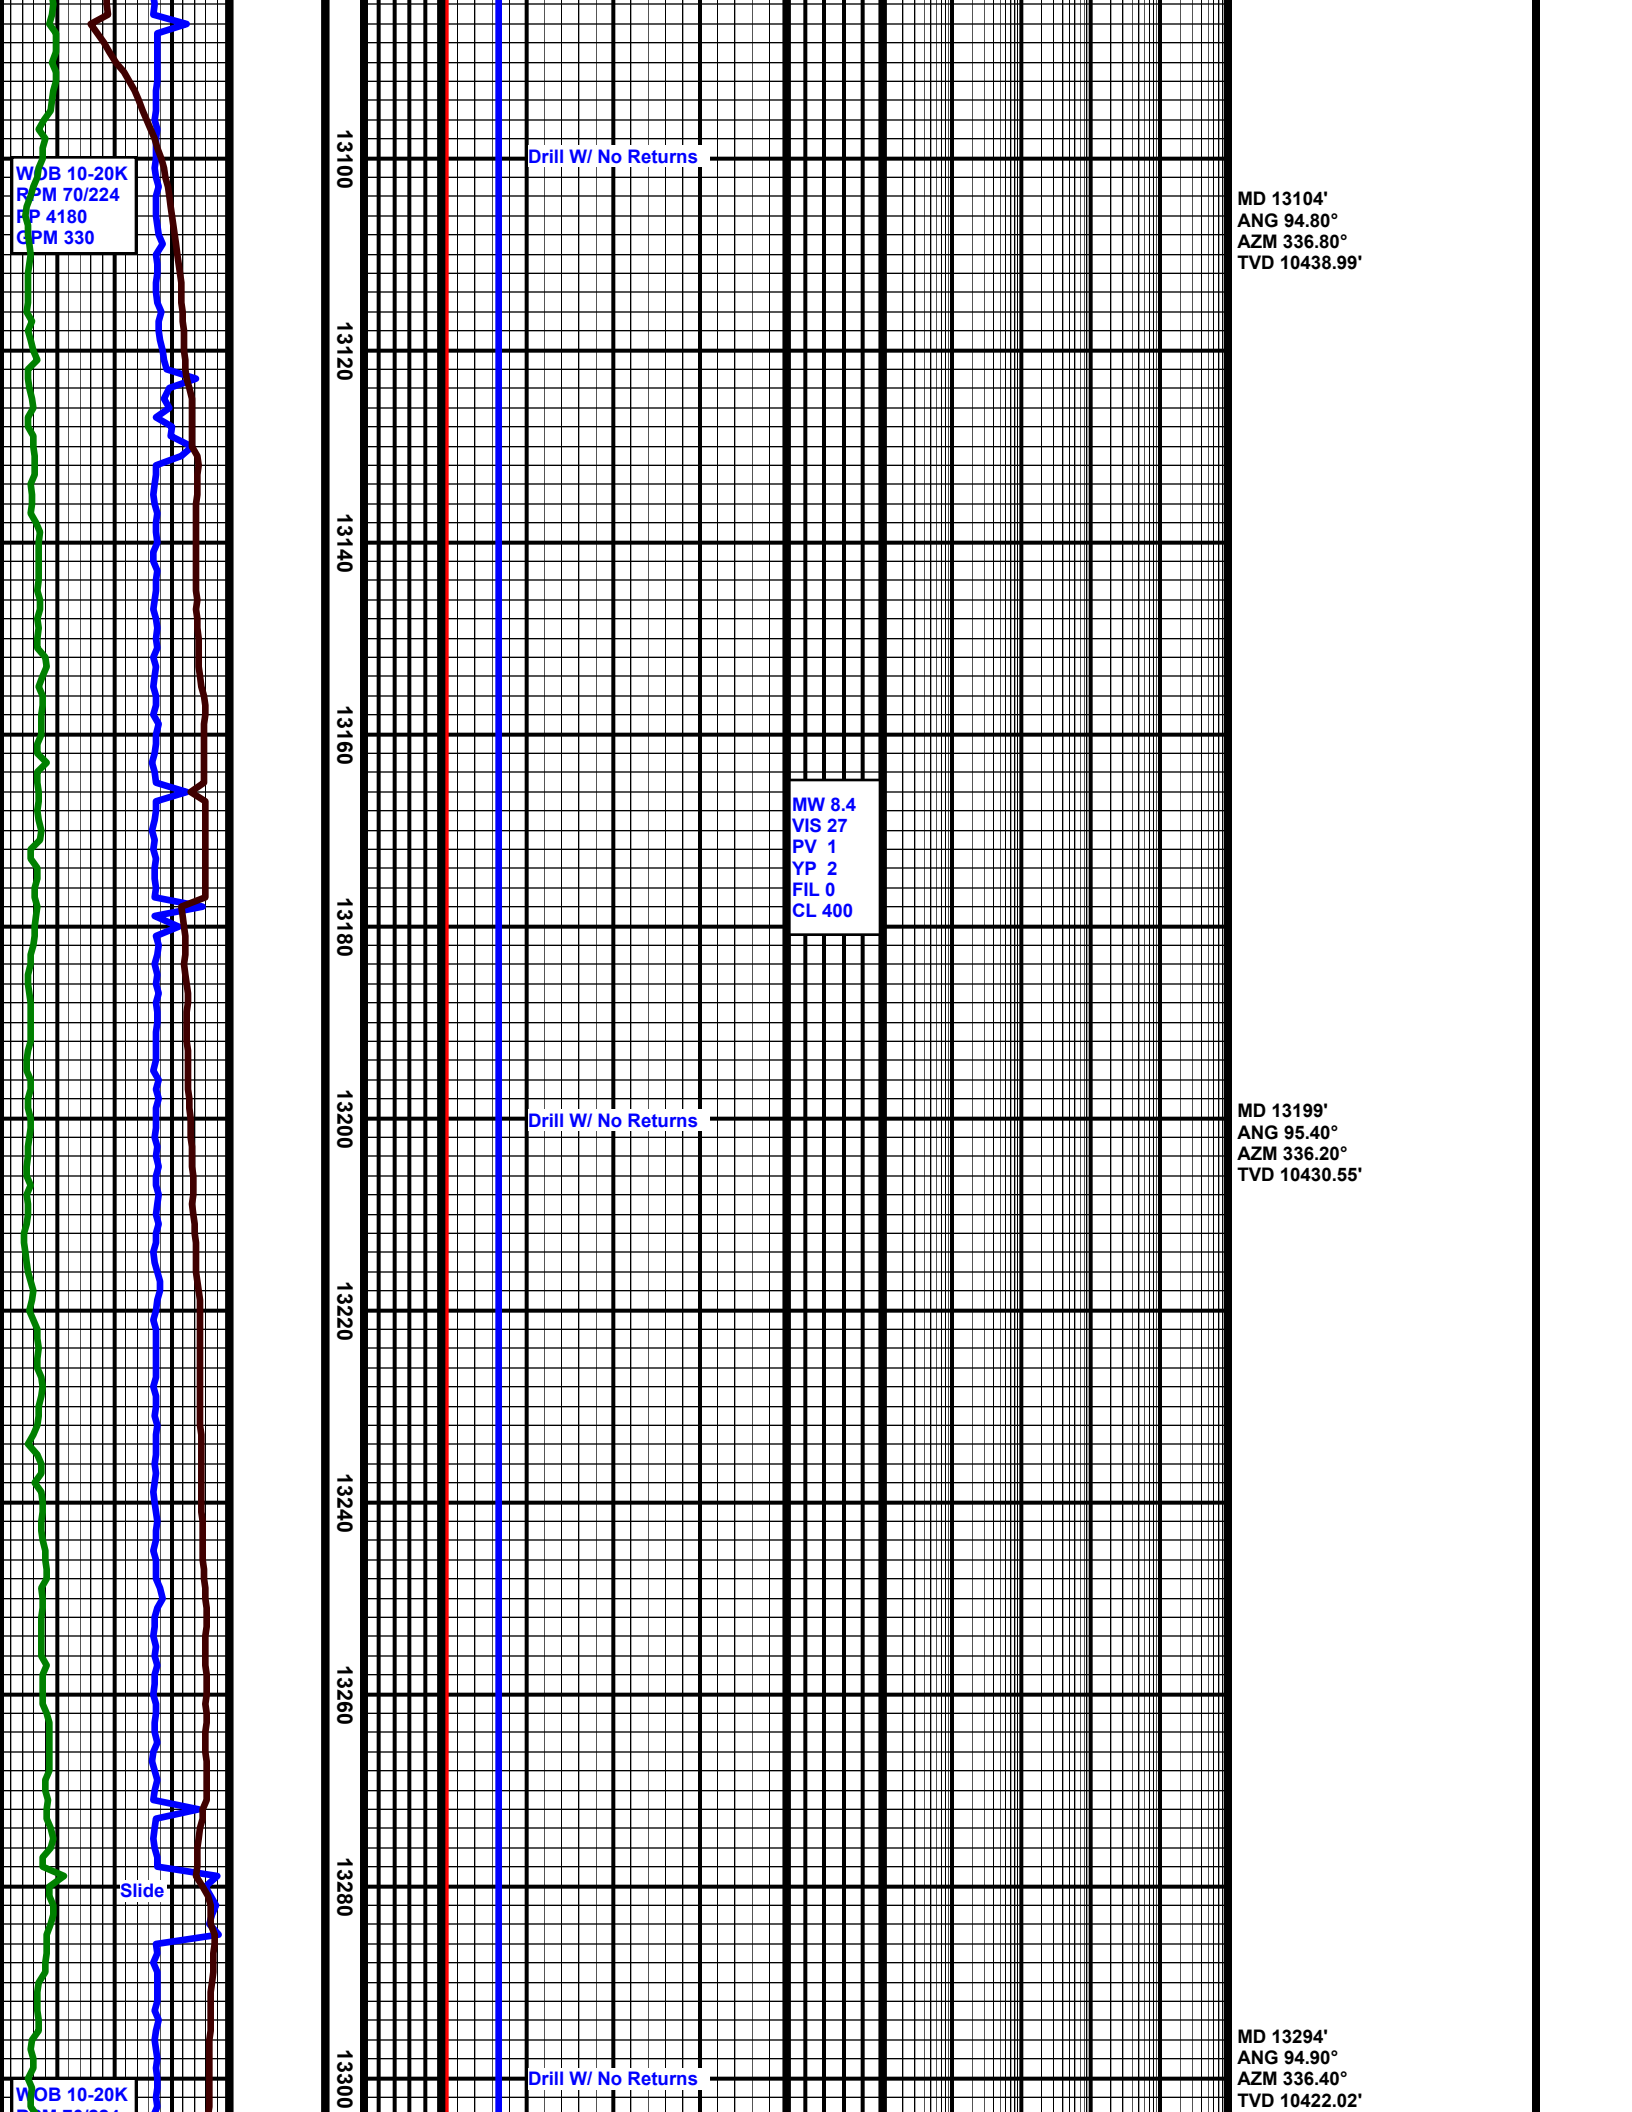 13100
Drill W/ No Returns
WOB 10-20K
RPM 70/224
PP 4180
GPM 330
MD 13104'
ANG 94.80°
AZM 336.80°
TVD 10438.99'
13120
13140
13160
MW 8.4
VIS 27
PV 1
YP 2
FIL 0
CL 400
13180
13200
Drill W/ No Returns
MD 13199'
ANG 95.40°
AZM 336.20°
TVD 10430.55'
13220
13240
13260
13280
Slide
MD 13294'
ANG 94.90°
AZM 336.40°
TVD 10422.02'
13300
Drill W/ No Returns
WOB 10-20K